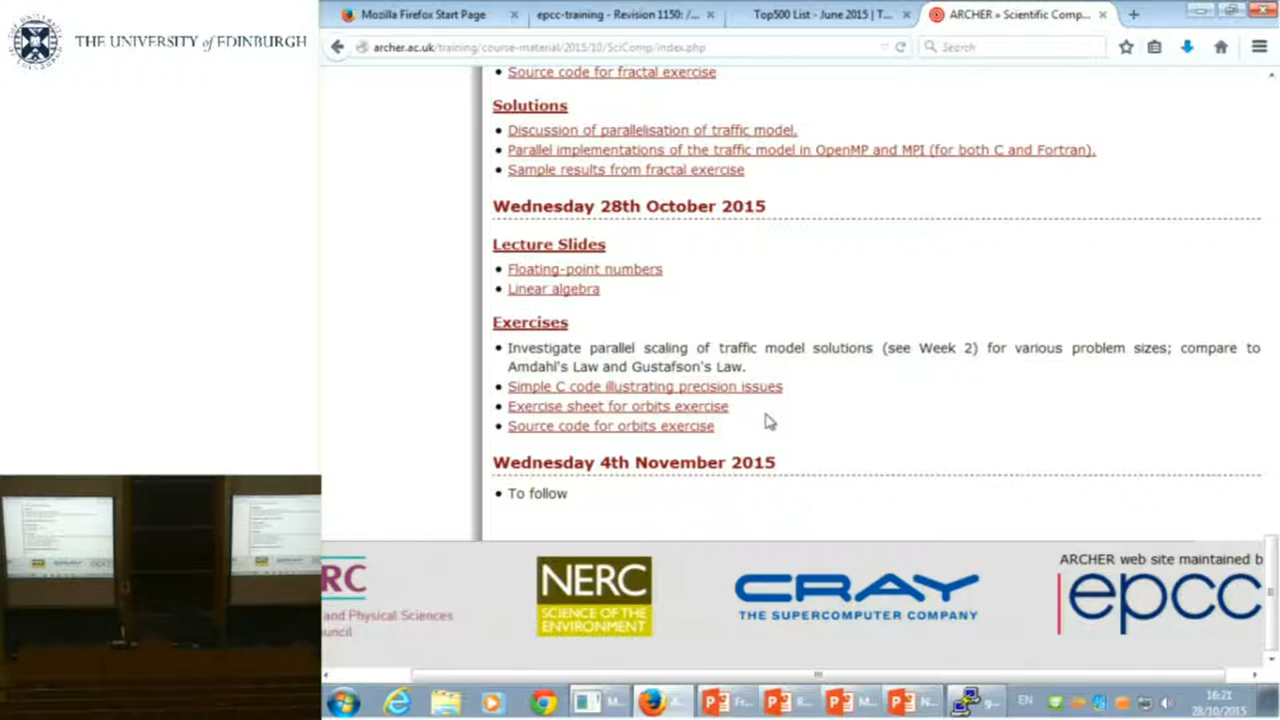 THE UNIVERSITY of EDINBURGH
Mozilla Firefox Start Page
epcc-training - Revision 1150: /...
Top500 List - June 2015 | T...
ARCHER » Scientific Comp...
archer.ac.uk/training/course-material/2015/10/SciComp/index.php
Search
Source code for fractal exercise
Solutions
Discussion of parallelisation of traffic model.
Parallel implementations of the traffic model in OpenMP and MPI (for both C and Fortran).
Sample results from fractal exercise
Wednesday 28th October 2015
Lecture Slides
Floating-point numbers
Linear algebra
Exercises
Investigate parallel scaling of traffic model solutions (see Week 2) for various problem sizes; compare to
Amdahl's Law and Gustafson's Law.
Simple C code illustrating precision issues
Exercise sheet for orbits exercise
Source code for orbits exercise
Wednesday 4th November 2015
To follow
RC
and Physical Sciences
uncil
NERC
SCIENCE OF THE
ENVIRONMENT
CRAY
THE SUPERCOMPUTER COMPANY
ARCHER web site maintained b
epcc
M...
A...
Fr...
R...
M...
N...
g...
EN
16:21
28/10/2015